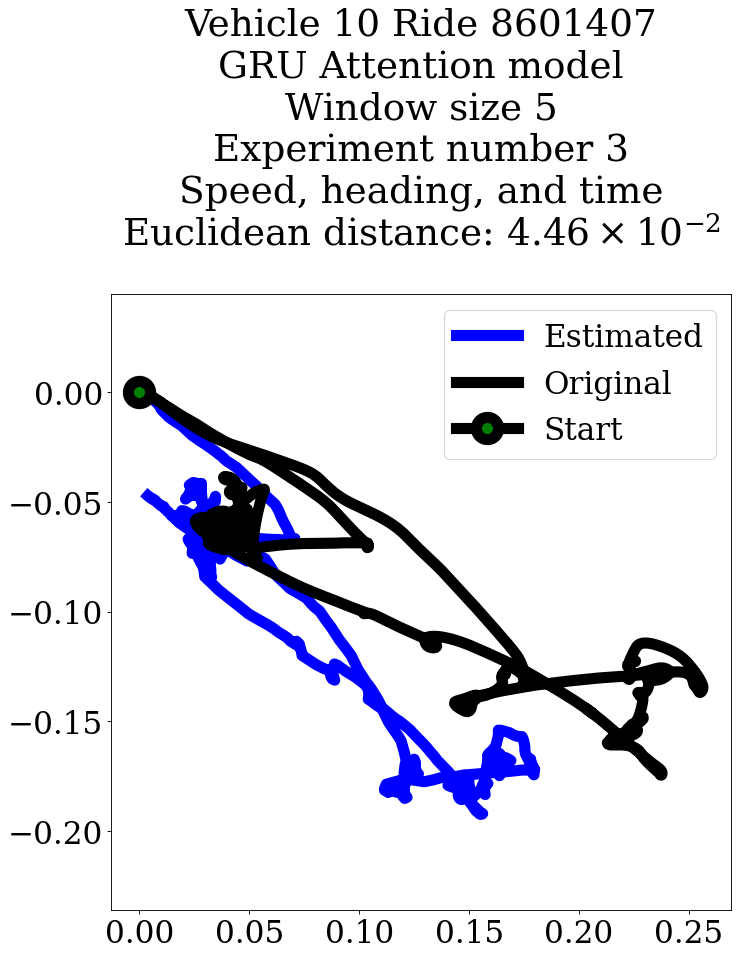 Vehicle 10 Ride 8601407
GRU Attention model
Window size 5
Experiment number 3
Speed, heading, and time
Euclidean distance: 4.46 × 10⁻²
Estimated
Original
Start
0.00
−0.05
−0.10
−0.15
−0.20
0.00 0.05 0.10 0.15 0.20 0.25